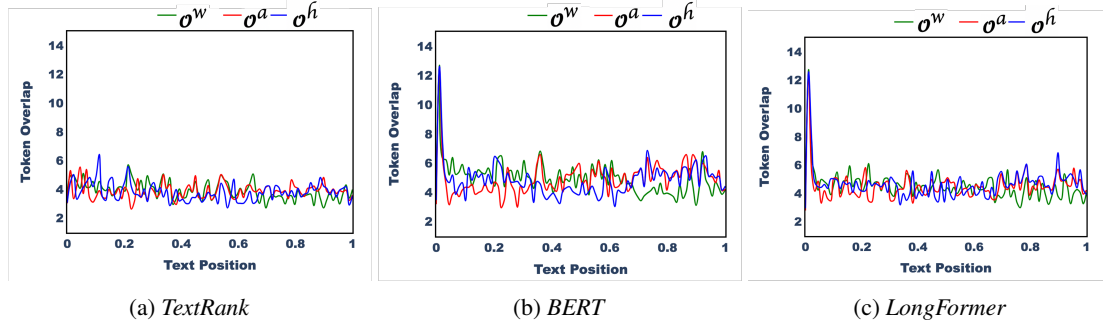 σ^w σ^a σ^h
14
12
10
8
6
4
2
Token Overlap
0 0.2 0.4 0.6 0.8 1
Text Position
(a) TextRank
σ^w σ^a σ^h
14
12
10
8
6
4
2
Token Overlap
0 0.2 0.4 0.6 0.8 1
Text Position
(b) BERT
σ^w σ^a σ^h
14
12
10
8
6
4
2
Token Overlap
0 0.2 0.4 0.6 0.8 1
Text Position
(c) LongFormer